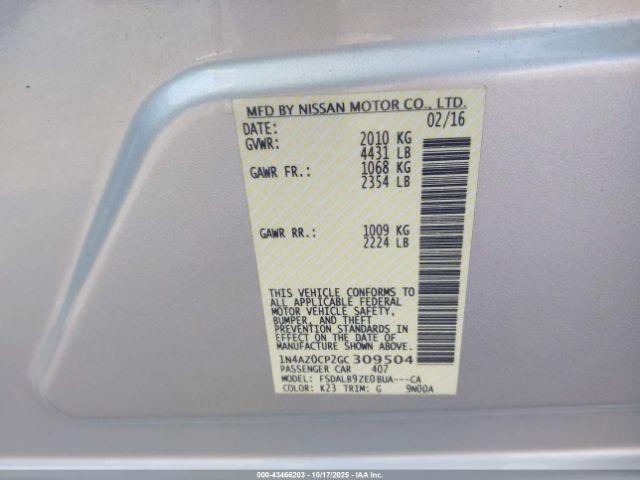 MFD BY NISSAN MOTOR CO., LTD.
DATE: 02/16
GVWR: 2010 KG
4431 LB
GAWR FR.: 1068 KG
2354 LB
GAWR RR.: 1009 KG
2224 LB
THIS VEHICLE CONFORMS TO
ALL APPLICABLE FEDERAL
MOTOR VEHICLE SAFETY,
BUMPER, AND THEFT
PREVENTION STANDARDS IN
EFFECT ON THE DATE OF
MANUFACTURE SHOWN ABOVE.
1N4AZ0CP2GC309504
PASSENGER CAR 407
MODEL: FSDALB9ZE0BUA---CA
COLOR: K23 TRIM: G 9N00A
000-43466203 - 10/17/2025 - IAA Inc.